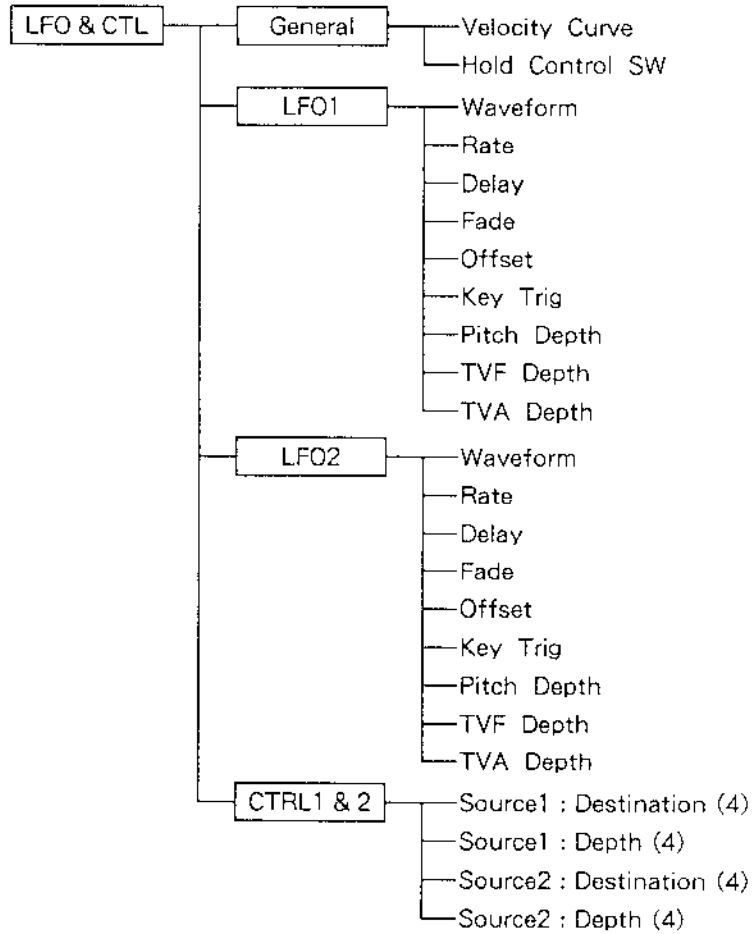 LFO & CTL
General
Velocity Curve
Hold Control SW
LFO1
Waveform
Rate
Delay
Fade
Offset
Key Trig
Pitch Depth
TVF Depth
TVA Depth
LFO2
Waveform
Rate
Delay
Fade
Offset
Key Trig
Pitch Depth
TVF Depth
TVA Depth
CTRL1 & 2
Source1 : Destination (4)
Source1 : Depth (4)
Source2 : Destination (4)
Source2 : Depth (4)